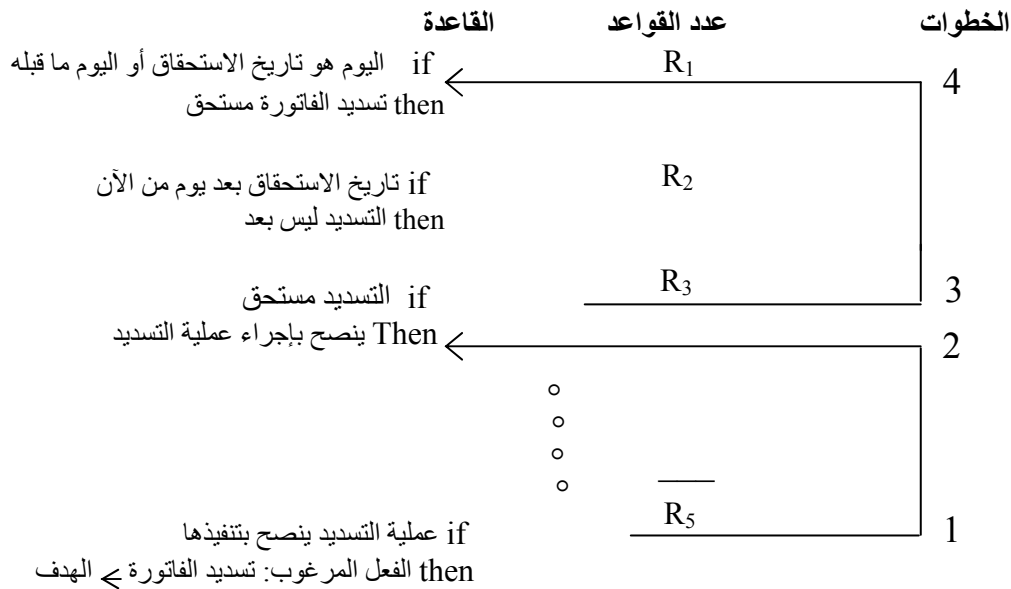 الخطوات عدد القواعد القاعدة
4 R1 if اليوم هو تاريخ الاستحقاق أو اليوم ما قبله
then تسديد الفاتورة مستحق
R2 if تاريخ الاستحقاق بعد يوم من الآن
then التسديد ليس بعد
3 R3 if التسديد مستحق
2 Then ينصح بإجراء عملية التسديد
1 R5 if عملية التسديد ينصح بتنفيذها
then الفعل المرغوب: تسديد الفاتورة > الهدف